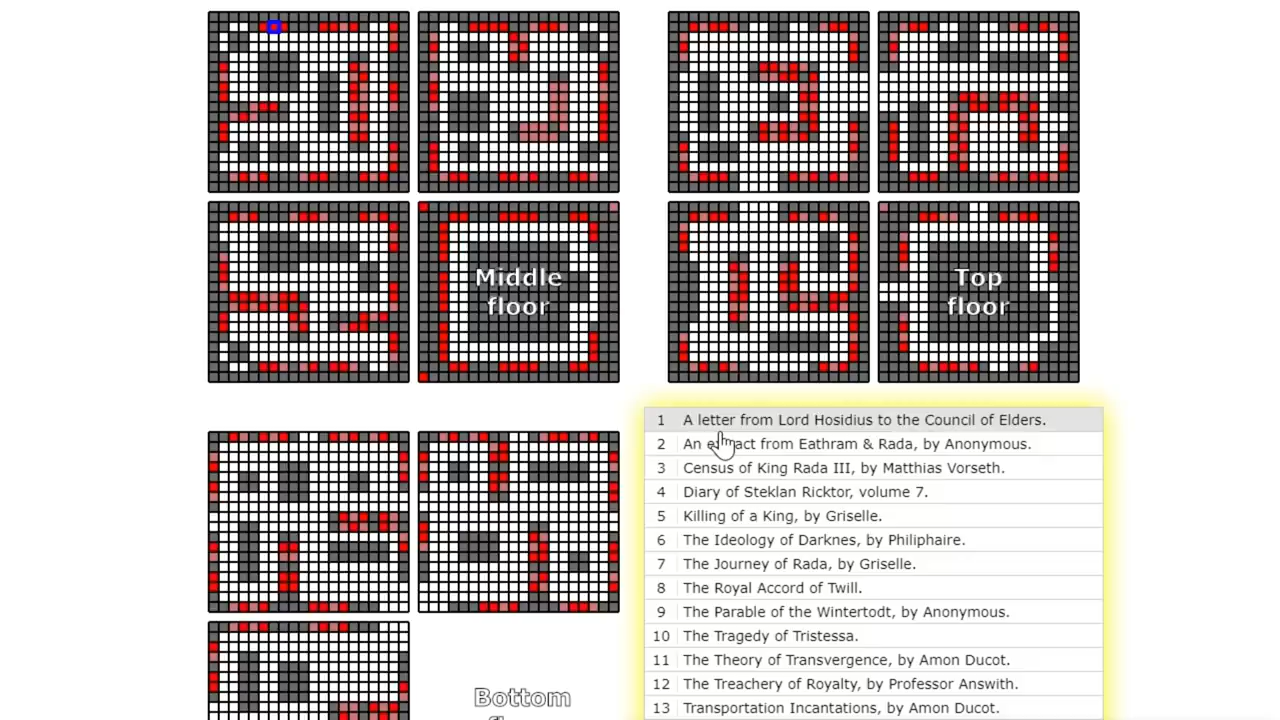 Middle
floor
Top
floor
1 A letter from Lord Hosidius to the Council of Elders.
2 An extract from Eathram & Rada, by Anonymous.
3 Census of King Rada III, by Matthias Vorseth.
4 Diary of Steklan Ricktor, volume 7.
5 Killing of a King, by Griselle.
6 The Ideology of Darknes, by Philiphaire.
7 The Journey of Rada, by Griselle.
8 The Royal Accord of Twill.
9 The Parable of the Wintertodt, by Anonymous.
10 The Tragedy of Tristessa.
11 The Theory of Transvergence, by Amon Ducot.
12 The Treachery of Royalty, by Professor Answith.
13 Transportation Incantations, by Amon Ducot.
Bottom